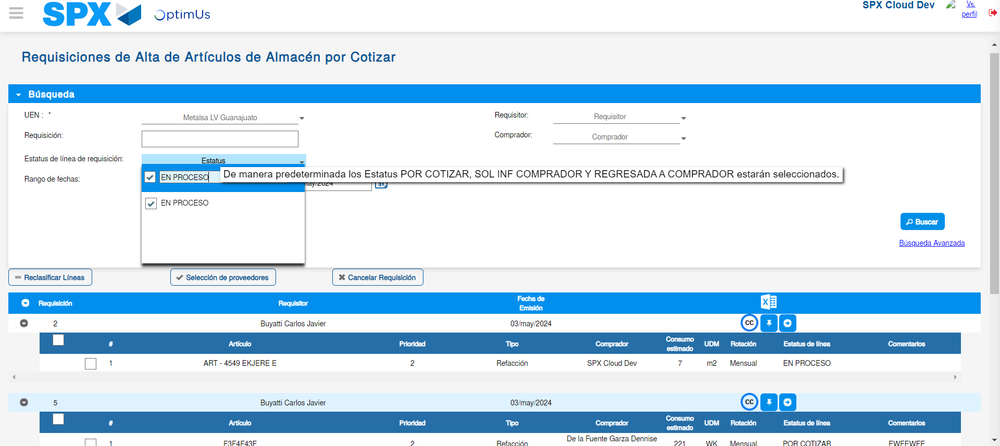 SPX OptimUs
SPX Cloud Dev
Ve
perfil
Requisiciones de Alta de Artículos de Almacén por Cotizar
Búsqueda
UEN : *
Metalsa LV Guanajuato
Requisitor:
Requisitor
Requisición:
Comprador:
Comprador
Estatus de línea de requisición:
Estatus
EN PROCESO
De manera predeterminada los Estatus POR COTIZAR, SOL INF COMPRADOR Y REGRESADA A COMPRADOR estarán seleccionados.
Rango de fechas:
may/2024
31
EN PROCESO
Buscar
Búsqueda Avanzada
Reclasificar Líneas
Selección de proveedores
Cancelar Requisición
Requisición Requisitor Fecha de Emisión X
2 Buyatti Carlos Javier 03/may/2024 CC
# Artículo Prioridad Tipo Comprador Consumo estimado UDM Rotación Estatus de línea Comentarios
1 ART - 4549 EKJERE E 2 Refacción SPX Cloud Dev 7 m2 Mensual EN PROCESO
5 Buyatti Carlos Javier 03/may/2024 CC
# Artículo Prioridad Tipo Comprador Consumo estimado UDM Rotación Estatus de línea Comentarios
1 F3F4F43F 2 Refacción De la Fuente Garza Dennise 221 WK Mensual POR COTIZAR EWFEWFE